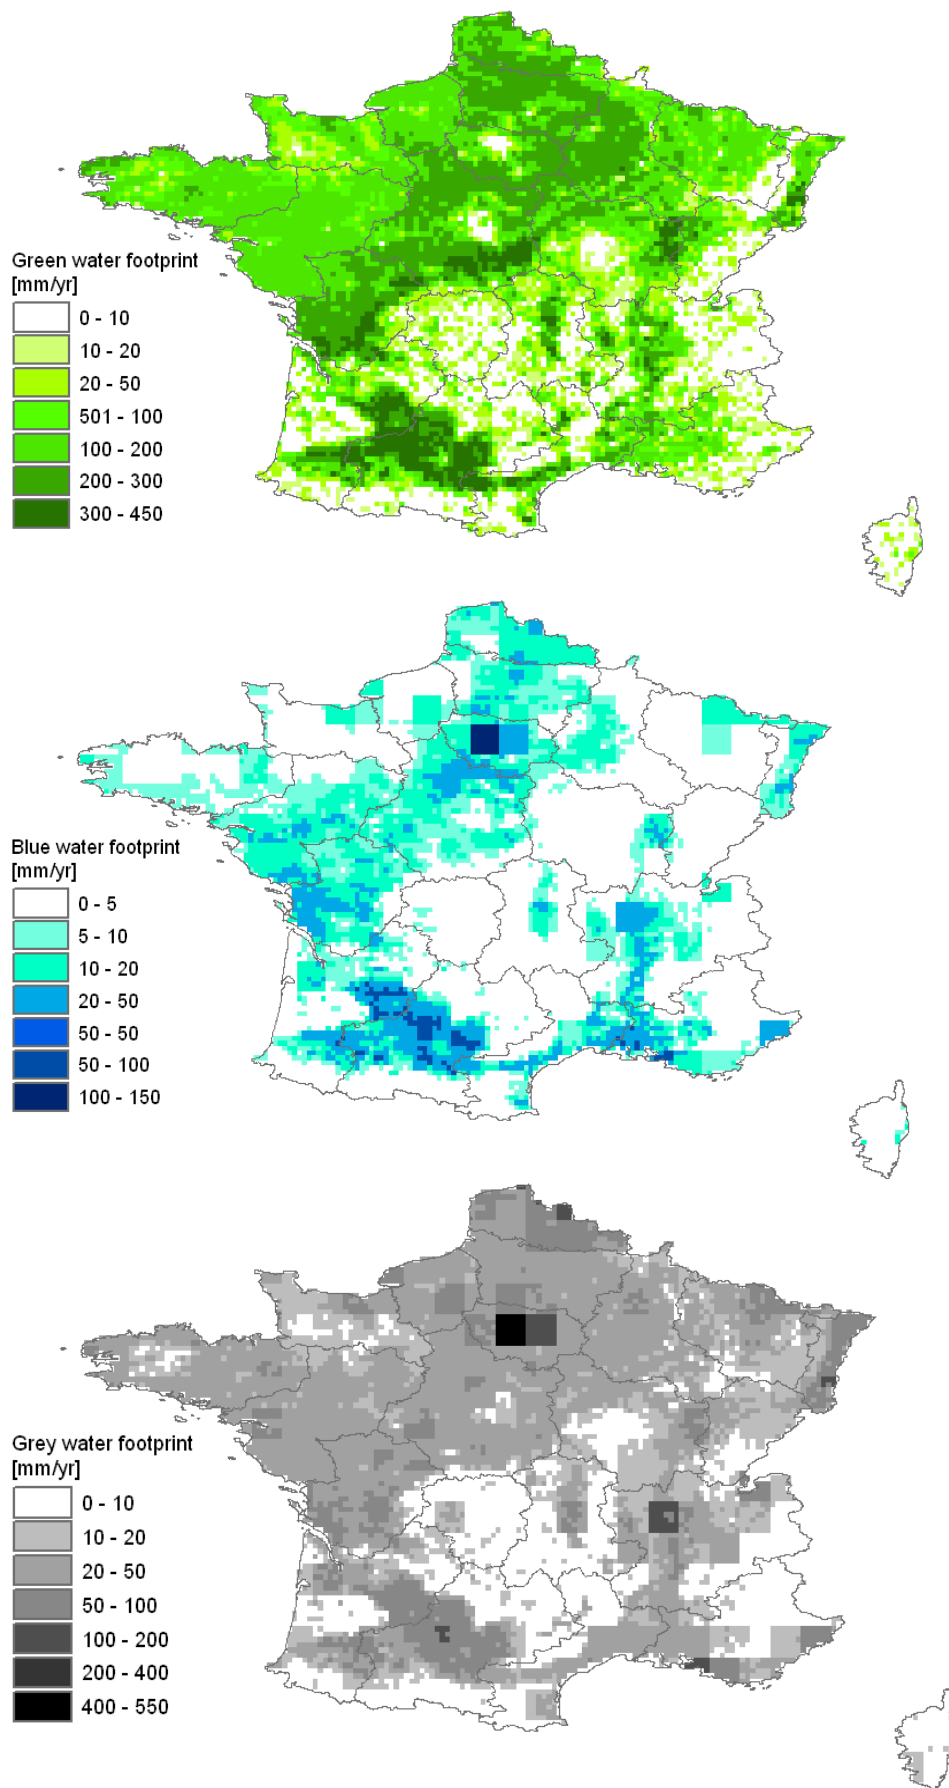 Green water footprint
[mm/yr]
0 - 10
10 - 20
20 - 50
501 - 100
100 - 200
200 - 300
300 - 450
Blue water footprint
[mm/yr]
0 - 5
5 - 10
10 - 20
20 - 50
50 - 50
50 - 100
100 - 150
Grey water footprint
[mm/yr]
0 - 10
10 - 20
20 - 50
50 - 100
100 - 200
200 - 400
400 - 550